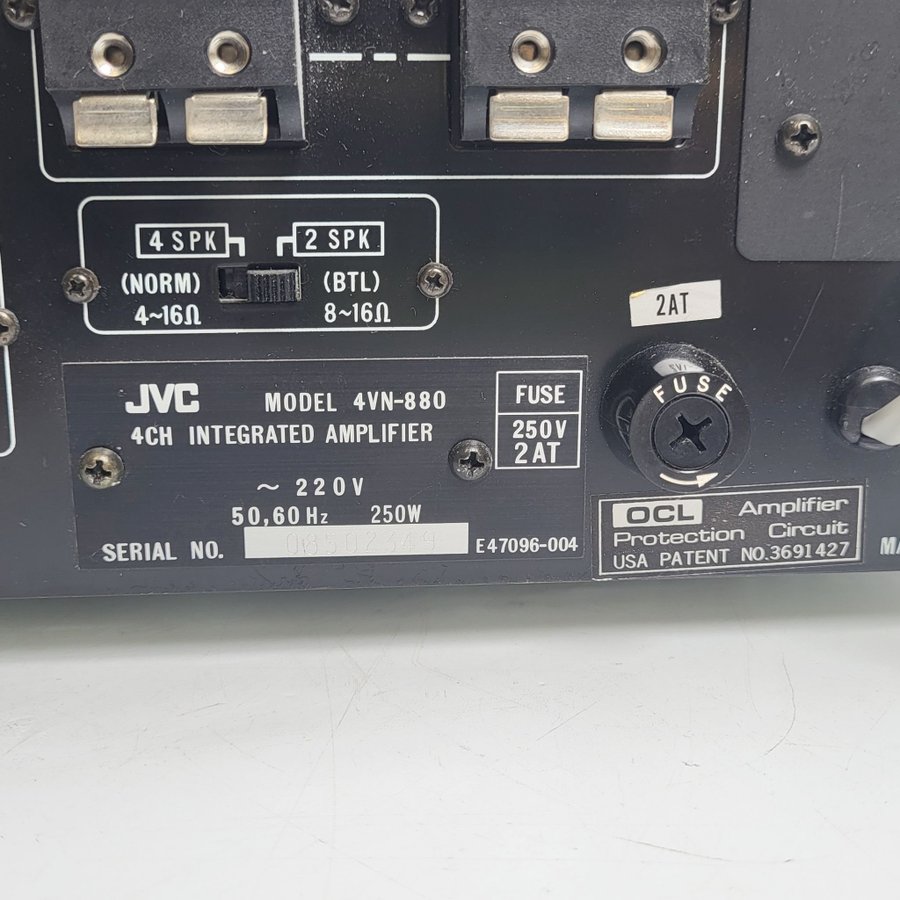 4 SPK
2 SPK
(NORM)
(BTL)
4~16Ω
8~16Ω
2AT
FUSE
JVC
MODEL 4VN-880
4CH INTEGRATED AMPLIFIER
FUSE
250V
2AT
~ 220V
50,60Hz 250W
SERIAL NO.
E47096-004
OCL Amplifier
Protection Circuit
USA PATENT NO.3691427